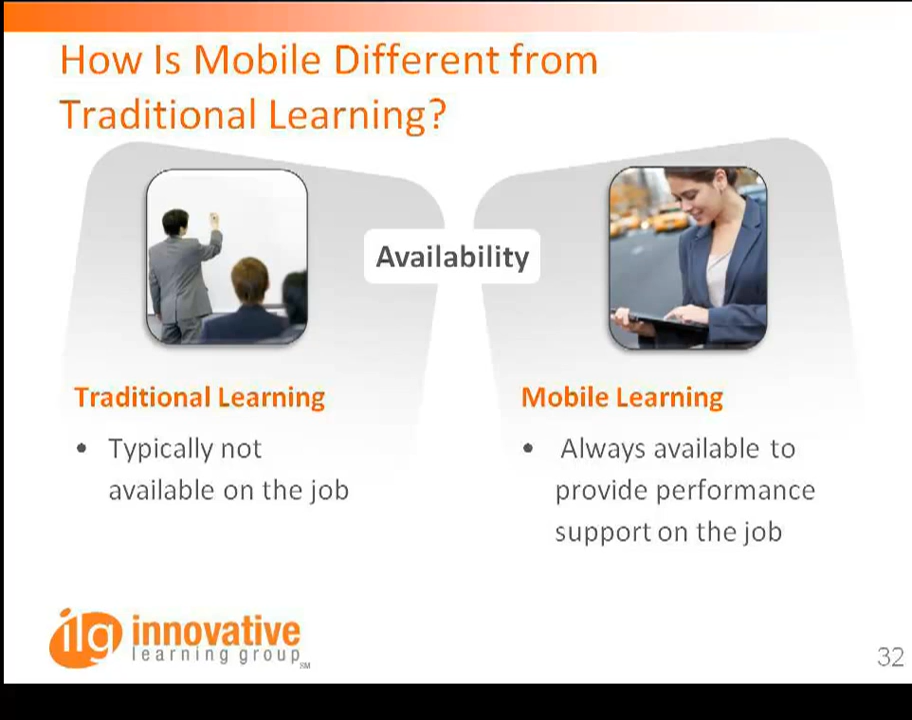 How Is Mobile Different from
Traditional Learning?
Availability
Traditional Learning
• Typically not
available on the job
Mobile Learning
• Always available to
provide performance
support on the job
ilg innovative
learning group SM
32